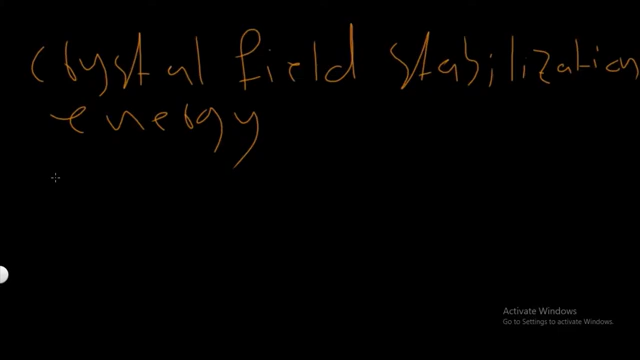 Crystal field stabilization
energy
Activate Windows
Go to Settings to activate Windows.